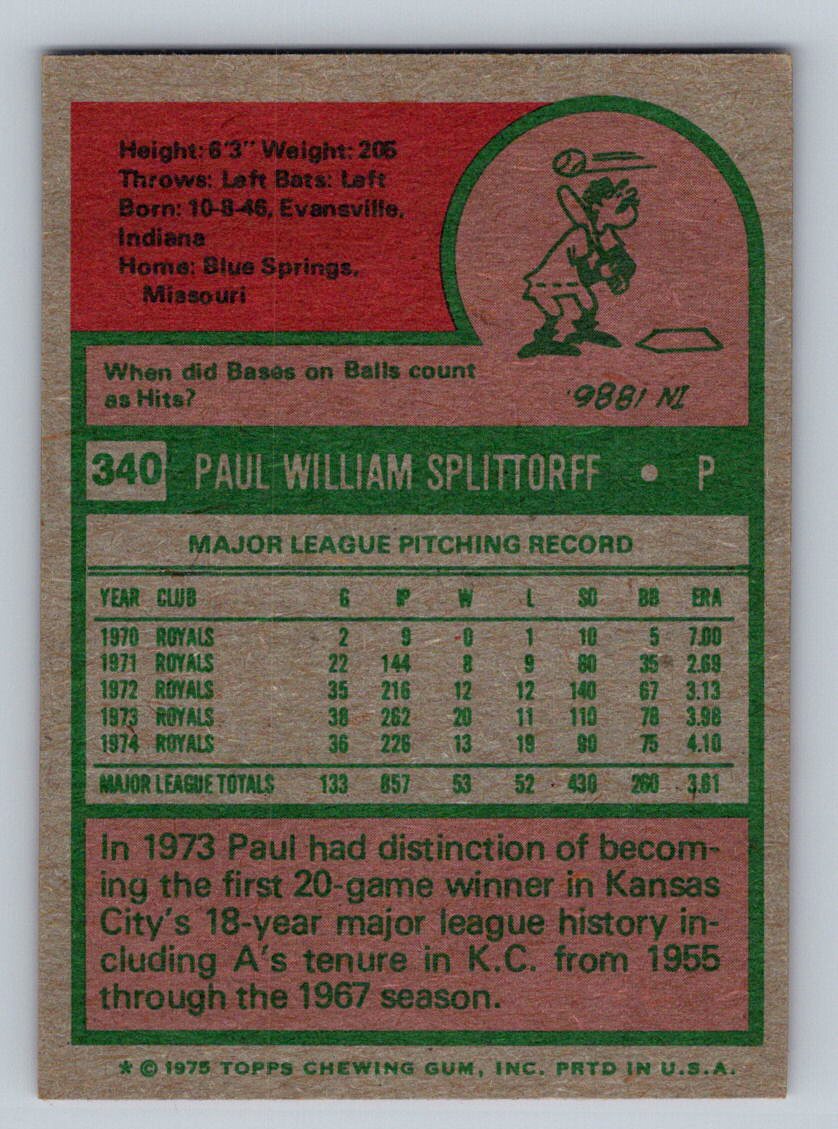 Height: 6'3" Weight: 205
Throws: Left Bats: Left
Born: 10-8-46, Evansville,
Indiana
Home: Blue Springs,
Missouri
When did Bases on Balls count
as Hits?
IN 1886.
340 PAUL WILLIAM SPLITTORFF • P
MAJOR LEAGUE PITCHING RECORD
YEAR CLUB G IP W L SO BB ERA
1970 ROYALS 2 9 0 1 10 5 7.00
1971 ROYALS 22 144 8 9 80 35 2.69
1972 ROYALS 35 216 12 12 140 67 3.13
1973 ROYALS 38 262 20 11 110 78 3.98
1974 ROYALS 36 226 13 19 90 75 4.10
MAJOR LEAGUE TOTALS 133 857 53 52 430 260 3.61
In 1973 Paul had distinction of becom-
ing the first 20-game winner in Kansas
City's 18-year major league history in-
cluding A's tenure in K.C. from 1955
through the 1967 season.
* © 1975 TOPPS CHEWING GUM, INC. PRTD IN U.S.A.